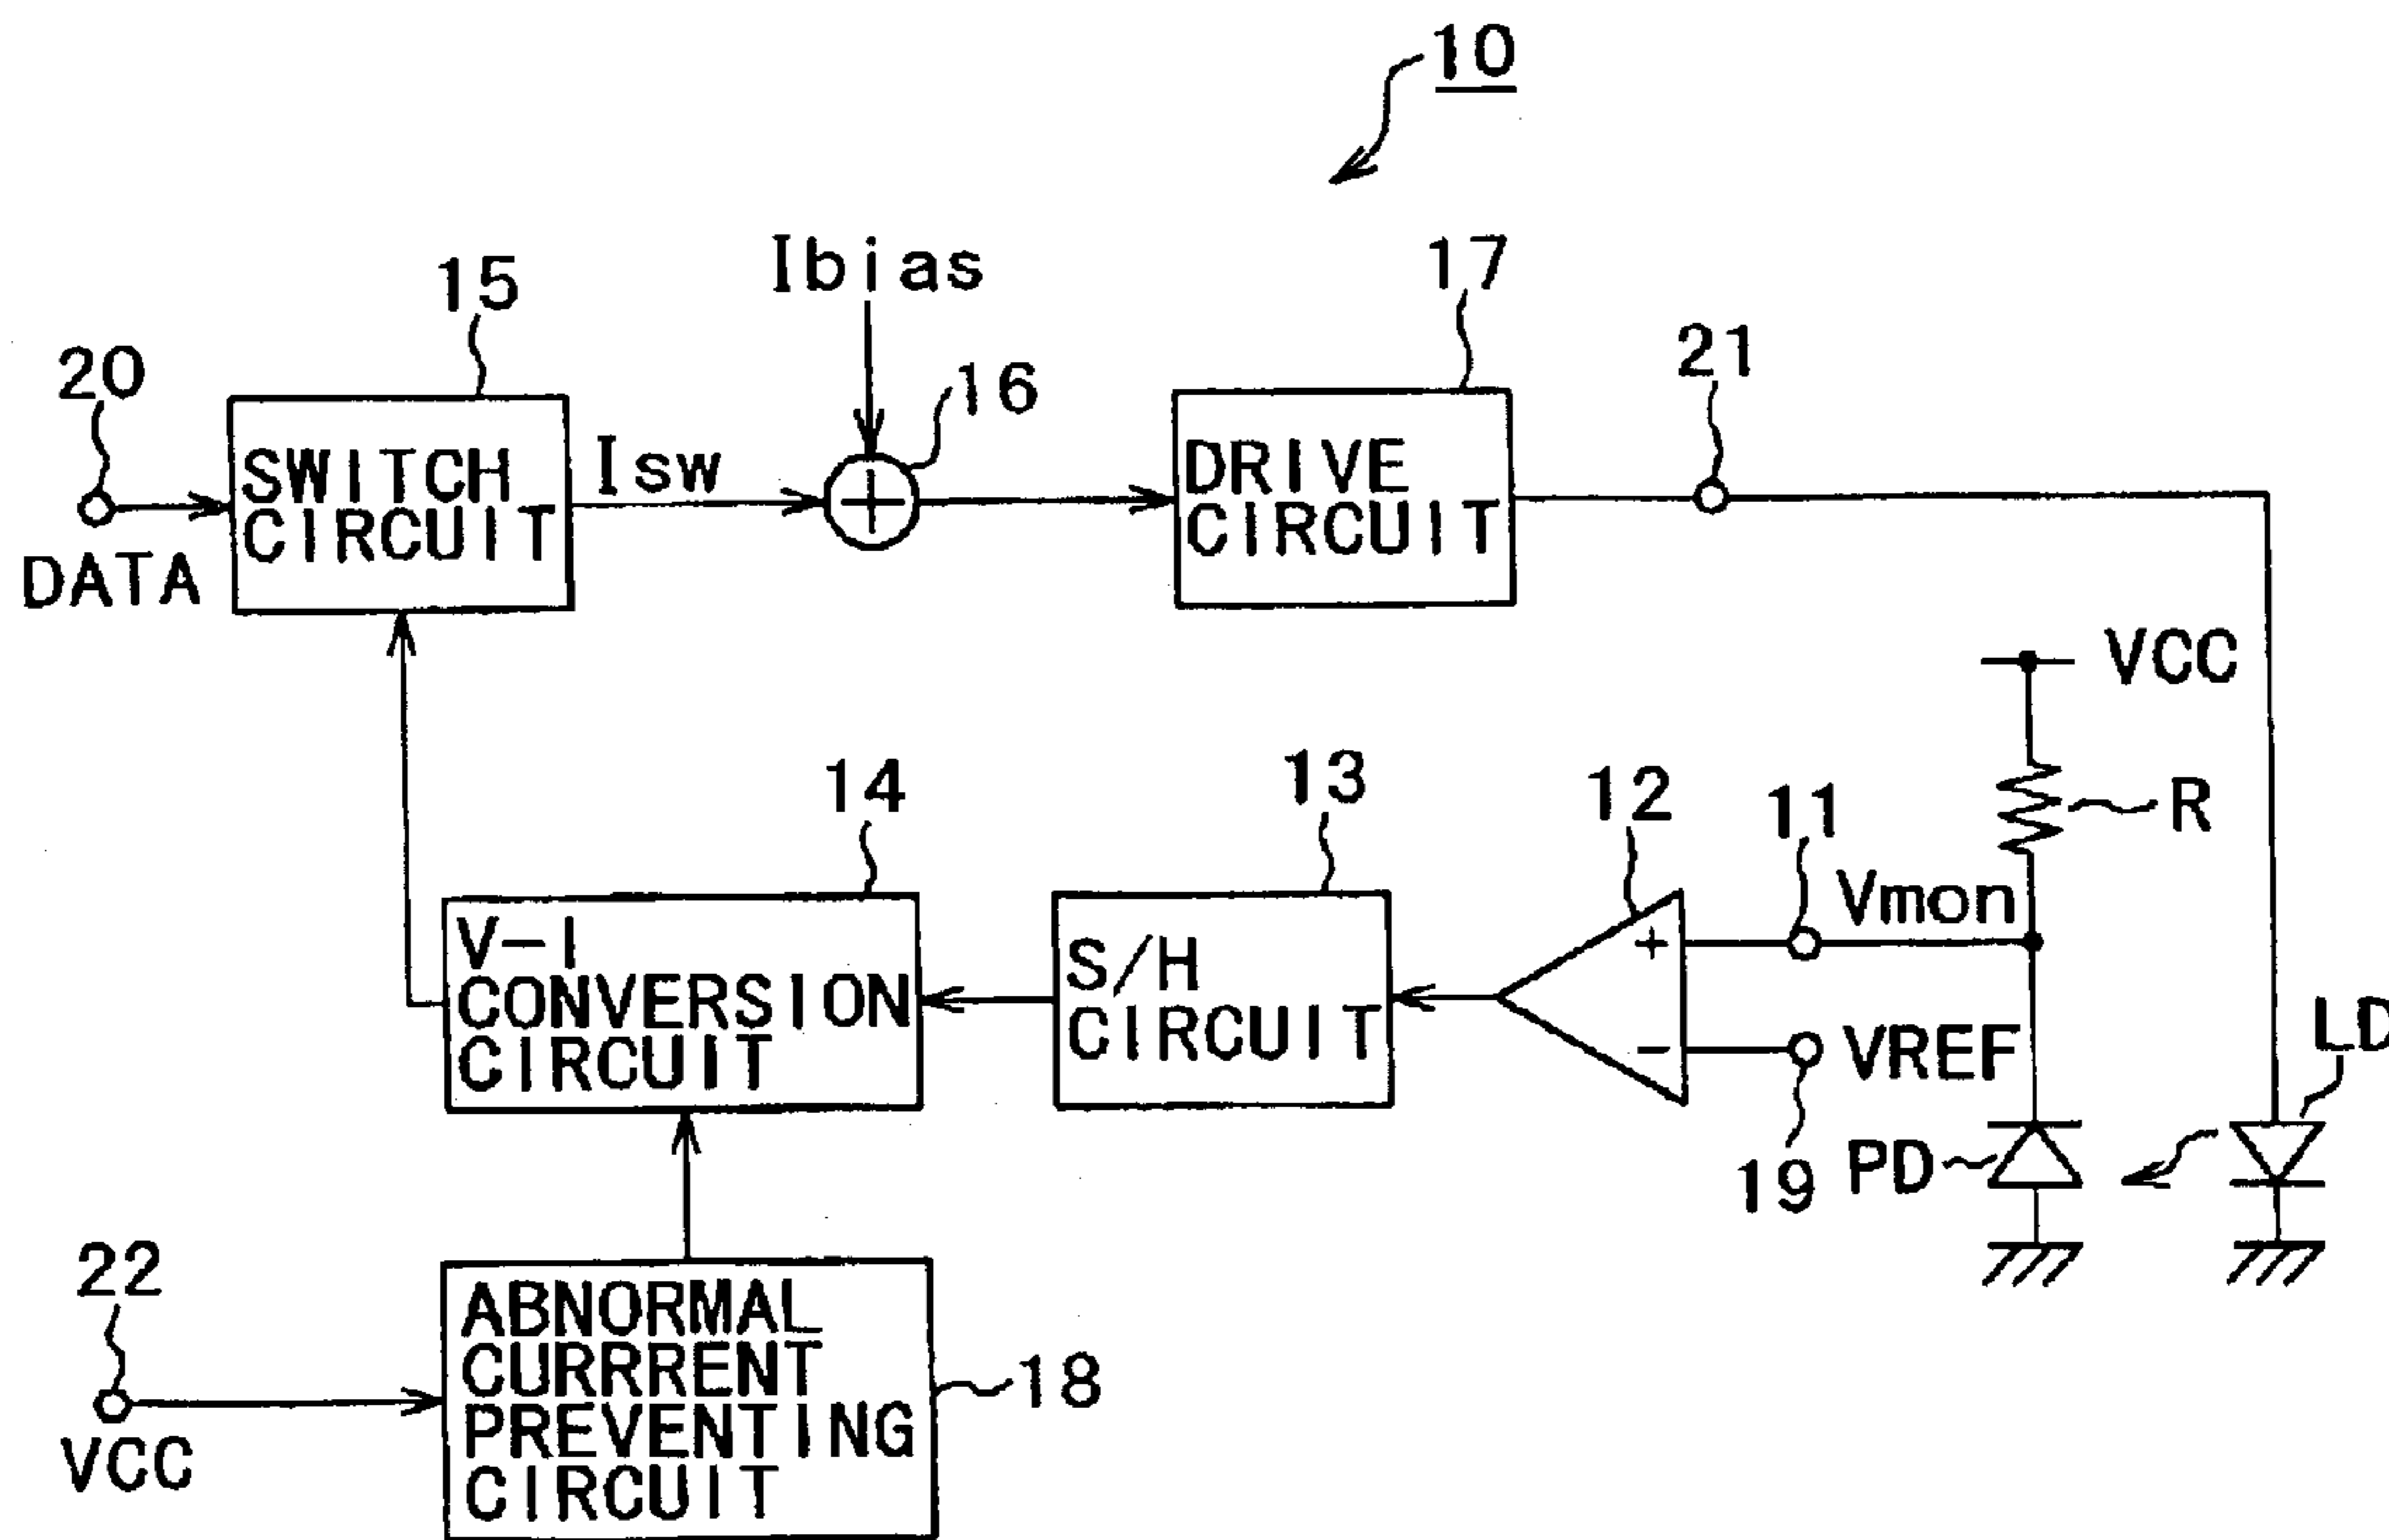 10
Ibias
17
15
21
20
16
SWITCH
CIRCUIT
Isw
DRIVE
CIRCUIT
DATA
VCC
14
13
12
11
R
Vmon
V-I
CONVERSION
CIRCUIT
S/H
CIRCUIT
+
-
VREF
LD
19
PD
22
ABNORMAL
CURRRENT
PREVENTING
CIRCUIT
18
VCC